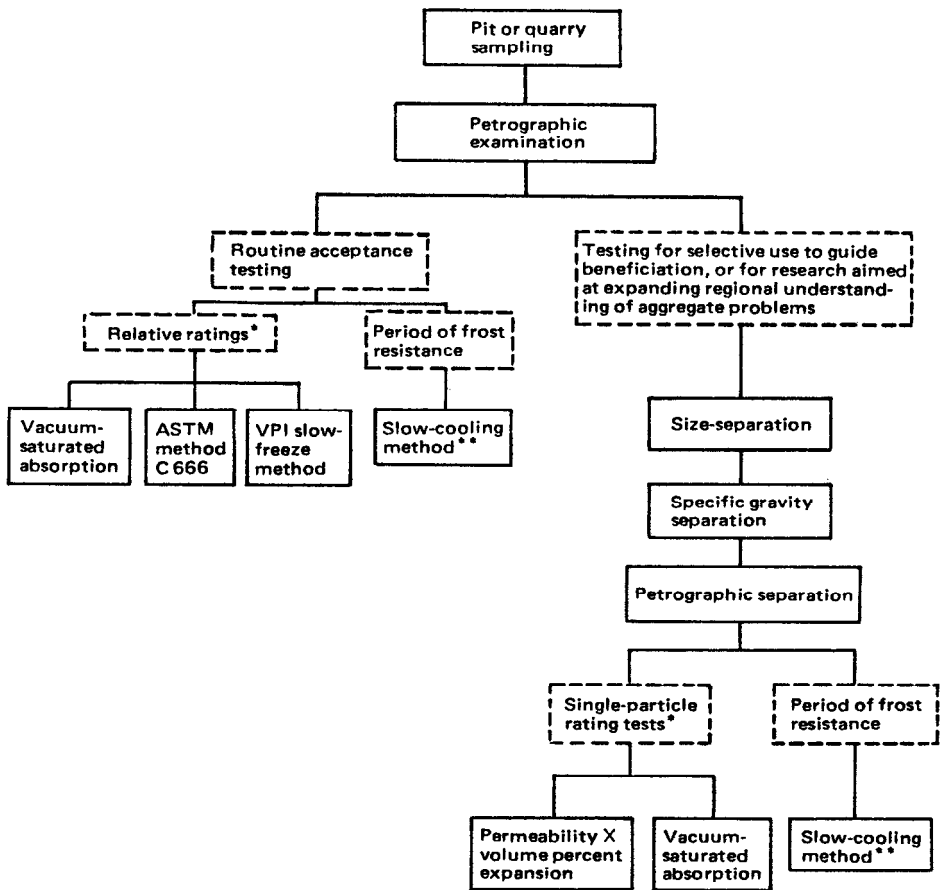 Pit or quarry
sampling
Petrographic
examination
Routine acceptance
testing
Testing for selective use to guide
beneficiation, or for research aimed
at expanding regional understand-
ing of aggregate problems
Relative ratings*
Period of frost
resistance
Vacuum-
saturated
absorption
ASTM
method
C 666
VPI slow-
freeze
method
Slow-cooling
method**
Size-separation
Specific gravity
separation
Petrographic separation
Single-particle
rating tests*
Period of frost
resistance
Permeability X
volume percent
expansion
Vacuum-
saturated
absorption
Slow-cooling
method**